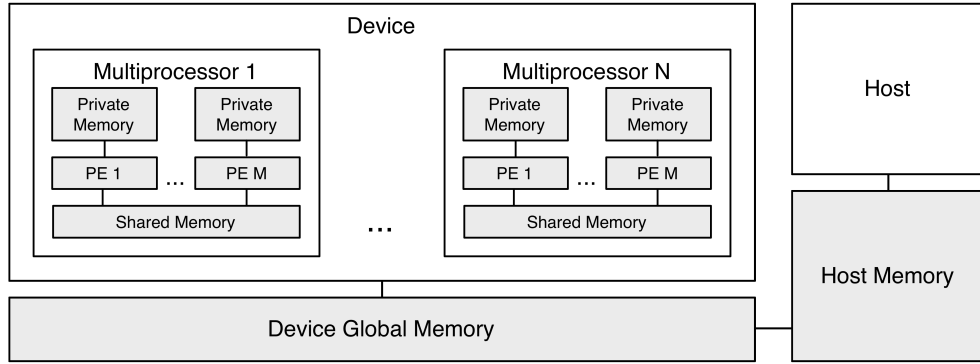 Device
Multiprocessor 1
Private
Memory
Private
Memory
PE 1
...
PE M
Shared Memory
...
Multiprocessor N
Private
Memory
Private
Memory
PE 1
...
PE M
Shared Memory
Device Global Memory
Host
Host Memory